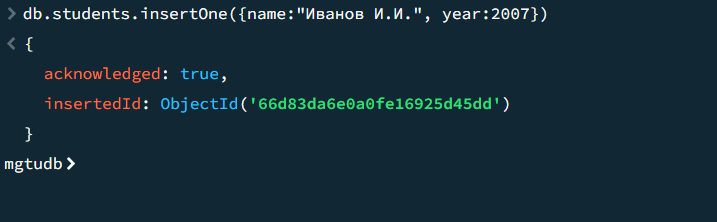 > db.students.insertOne({name:"Иванов И.И.", year:2007})
< {
acknowledged: true,
insertedId: ObjectId('66d83da6e0a0fe16925d45dd')
}
mgtudb>